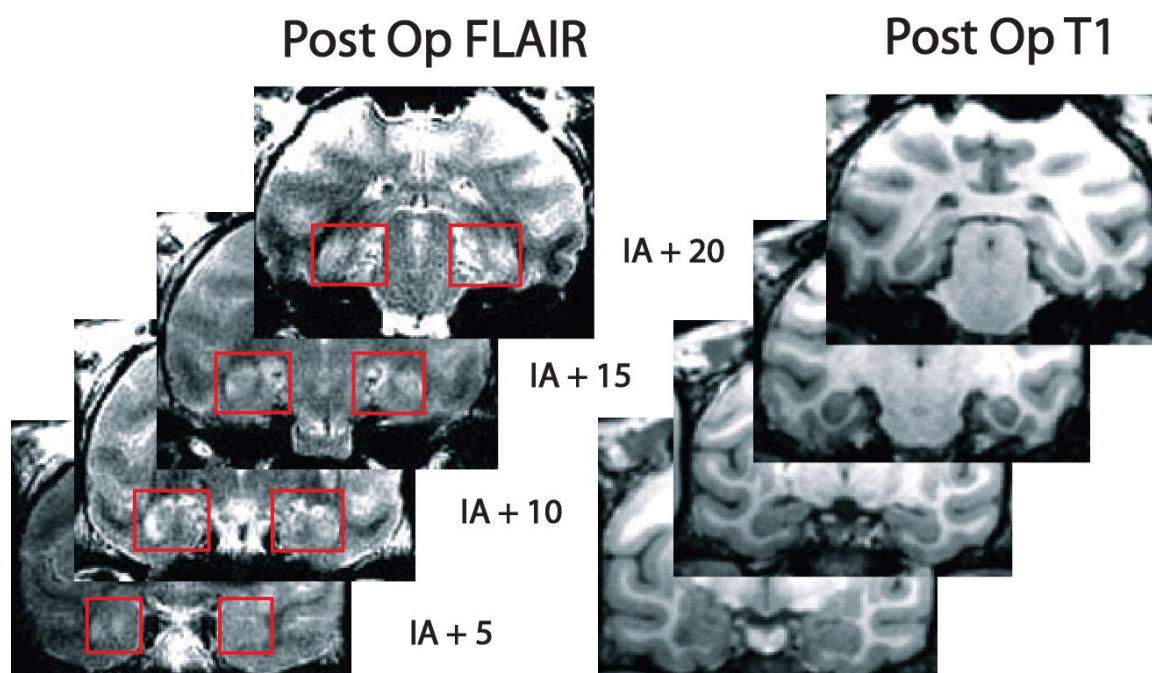 Post Op FLAIR
Post Op T1
IA + 20
IA + 15
IA + 10
IA + 5